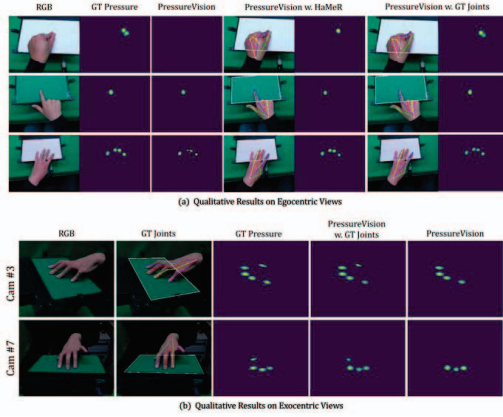 RGB GT Pressure PressureVision PressureVision w. HaMeR PressureVision w. GT Joints
(a) Qualitative Results on Egocentric Views
RGB GT Joints GT Pressure PressureVision w. GT Joints PressureVision
Cam #3
Cam #7
(b) Qualitative Results on Exocentric Views